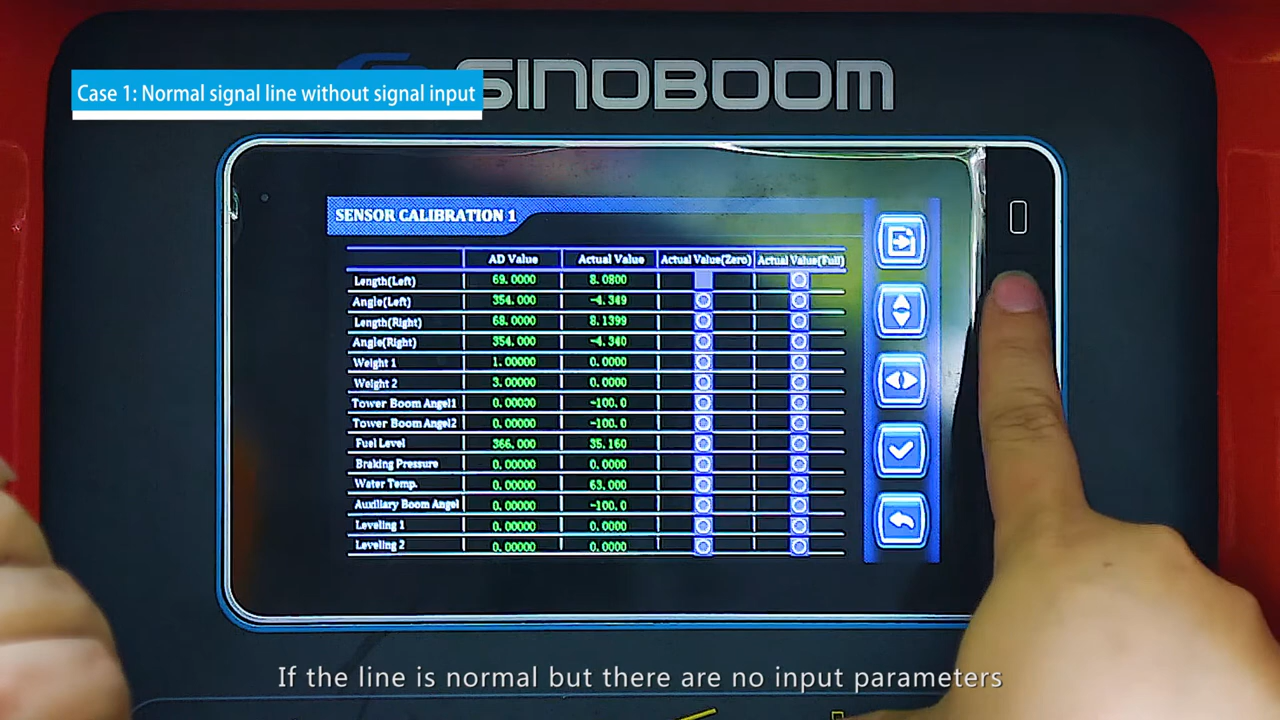 SINOBOOM
Case 1: Normal signal line without signal input
SENSOR CALIBRATION 1
AD Value Actual Value Actual Value(Zero) Actual Value(Full)
Length(Left) 69.0000 8.0800
Angle(Left) 354.000 -4.349
Length(Right) 68.0000 8.1399
Angle(Right) 354.000 -4.340
Weight 1 1.00000 0.0000
Weight 2 3.00000 0.0000
Tower Boom Angel1 0.00000 -100.0
Tower Boom Angel2 0.00000 -100.0
Fuel Level 366.000 35.160
Braking Pressure 0.00000 0.0000
Water Temp. 0.00000 63.000
Auxiliary Boom Angel 0.00000 -100.0
Leveling 1 0.00000 0.0000
Leveling 2 0.00000 0.0000
If the line is normal but there are no input parameters